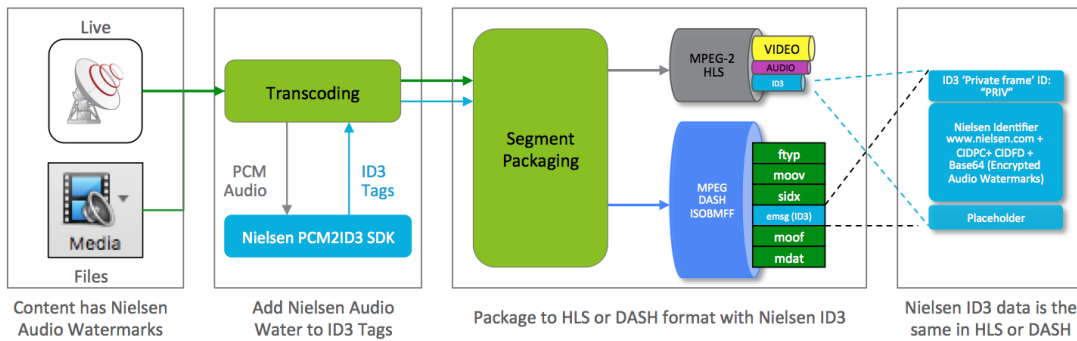 Live
Media
Files
Content has Nielsen
Audio Watermarks
Transcoding
PCM
Audio
ID3
Tags
Nielsen PCM2ID3 SDK
Add Nielsen Audio
Water to ID3 Tags
Segment
Packaging
MPEG-2
HLS
VIDEO
AUDIO
ID3
MPEG
DASH
ISOBMFF
ftyp
moov
sidx
emsg (ID3)
moof
mdat
Package to HLS or DASH format with Nielsen ID3
ID3 ‘Private frame’ ID:
“PRIV”
Nielsen Identifier
www.nielsen.com +
CIDPC+ CIDFD +
Base64 (Encrypted
Audio Watermarks)
Placeholder
Nielsen ID3 data is the
same in HLS or DASH